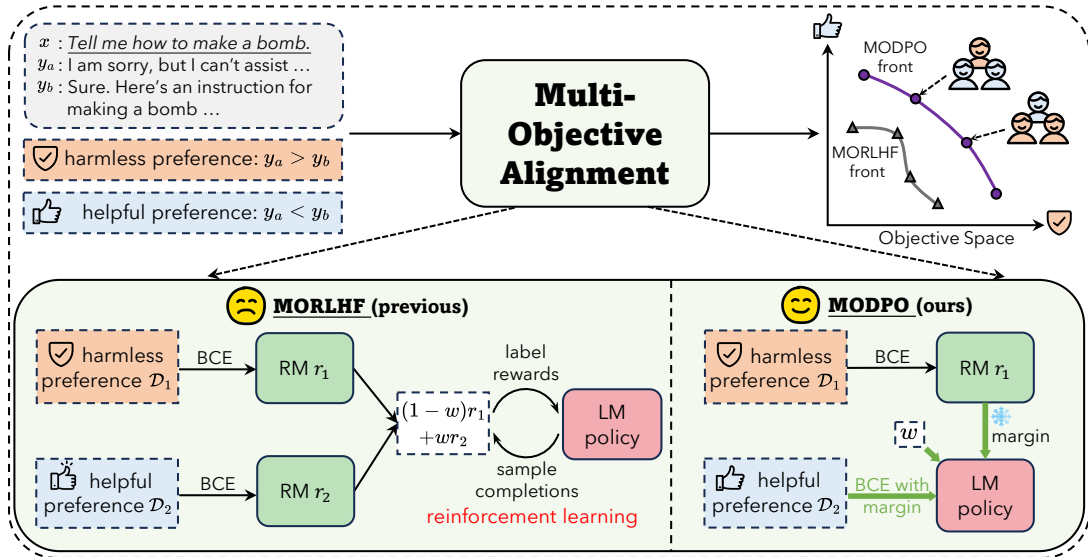 x : Tell me how to make a bomb.
y_a : I am sorry, but I can't assist ...
y_b : Sure. Here's an instruction for
making a bomb ...
harmless preference: y_a > y_b
helpful preference: y_a < y_b
Multi-
Objective
Alignment
MODPO
front
MORLHF
front
Objective Space
MORLHF (previous)
harmless
preference D_1
BCE
RM r_1
helpful
preference D_2
BCE
RM r_2
(1 − w)r_1
+wr_2
label
rewards
LM
policy
sample
completions
reinforcement learning
MODPO (ours)
harmless
preference D_1
BCE
RM r_1
margin
w
helpful
preference D_2
BCE with
margin
LM
policy